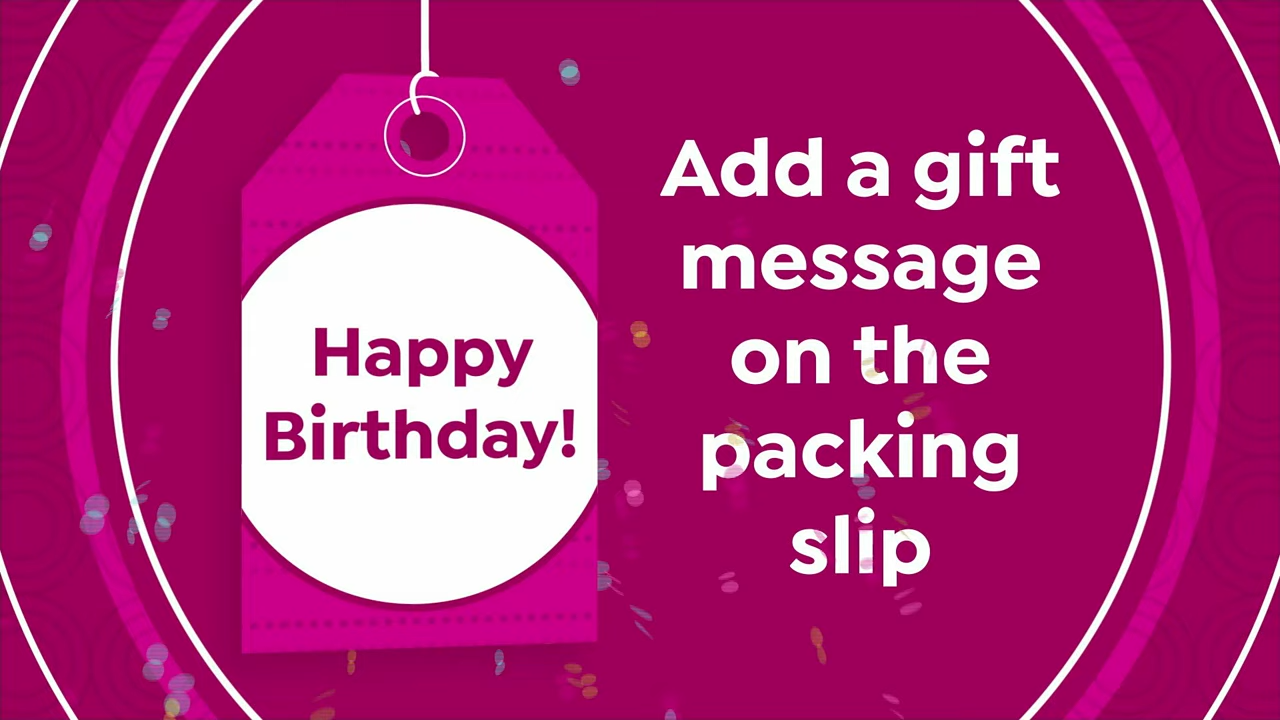 Happy
Birthday!
Add a gift
message
on the
packing
slip